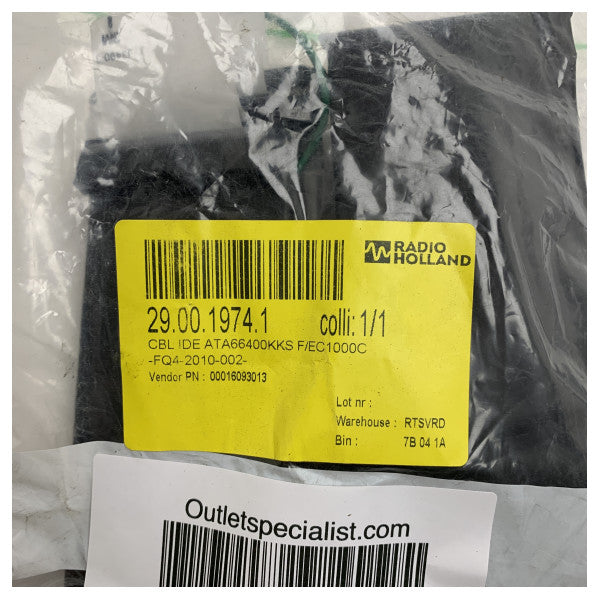 RADIO
HOLLAND
29.00.1974.1 colli: 1/1
CBL IDE ATA66400KKS F/EC1000C
-FQ4-2010-002-
Vendor PN : 00016093013
Lot nr :
Warehouse : RTSVRD
Bin : 7B 04 1A
Outletspecialist.com